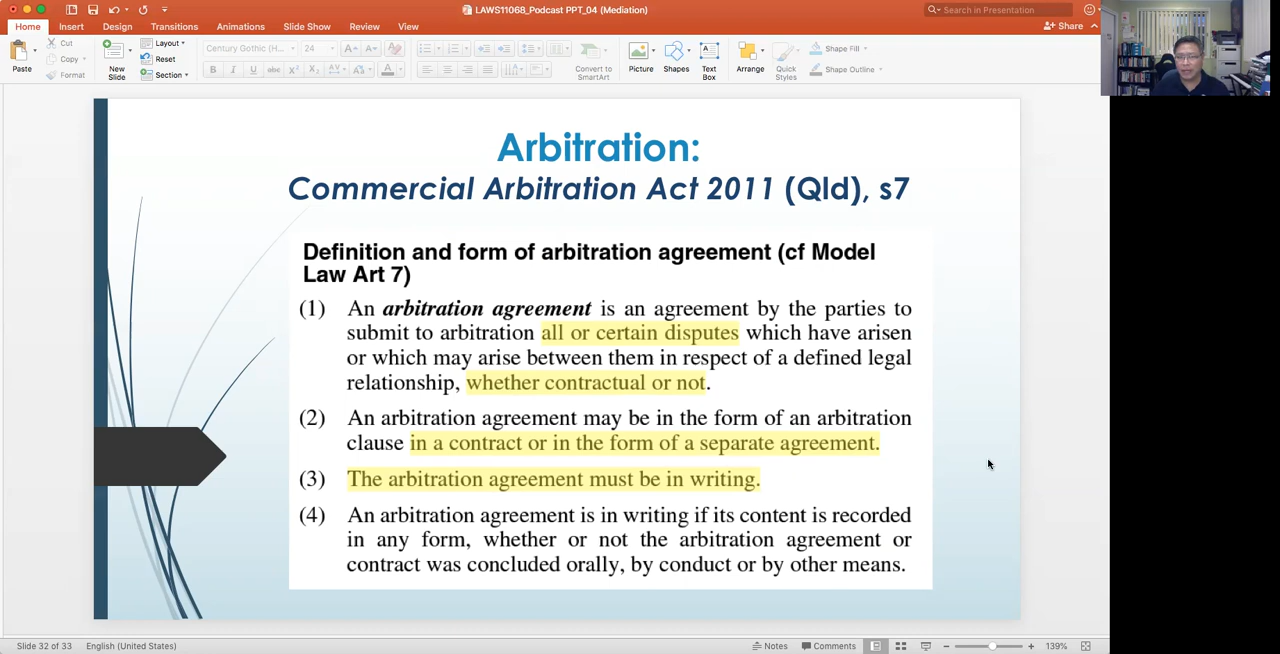 LAWS11068_Podcast PPT_04 (Mediation)
Search in Presentation
Home Insert Design Transitions Animations Slide Show Review View
Share
Paste
Cut
Copy
Format
New Slide
Layout
Reset
Section
Century Gothic (H... 24
Convert to SmartArt
Picture
Shapes
Text Box
Arrange
Quick Styles
Shape Fill
Shape Outline
Arbitration:
Commercial Arbitration Act 2011 (Qld), s7
Definition and form of arbitration agreement (cf Model
Law Art 7)
(1) An arbitration agreement is an agreement by the parties to
submit to arbitration all or certain disputes which have arisen
or which may arise between them in respect of a defined legal
relationship, whether contractual or not.
(2) An arbitration agreement may be in the form of an arbitration
clause in a contract or in the form of a separate agreement.
(3) The arbitration agreement must be in writing.
(4) An arbitration agreement is in writing if its content is recorded
in any form, whether or not the arbitration agreement or
contract was concluded orally, by conduct or by other means.
Slide 32 of 33 English (United States)
Notes Comments 139%